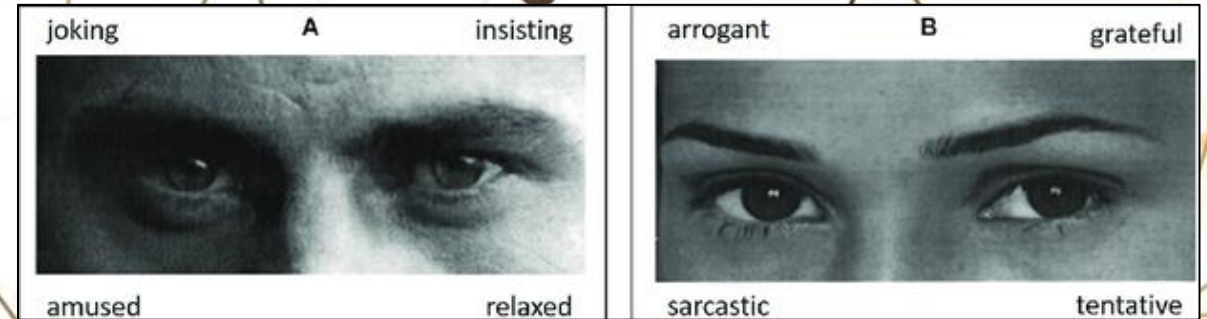 joking A insisting
amused relaxed
arrogant B grateful
sarcastic tentative